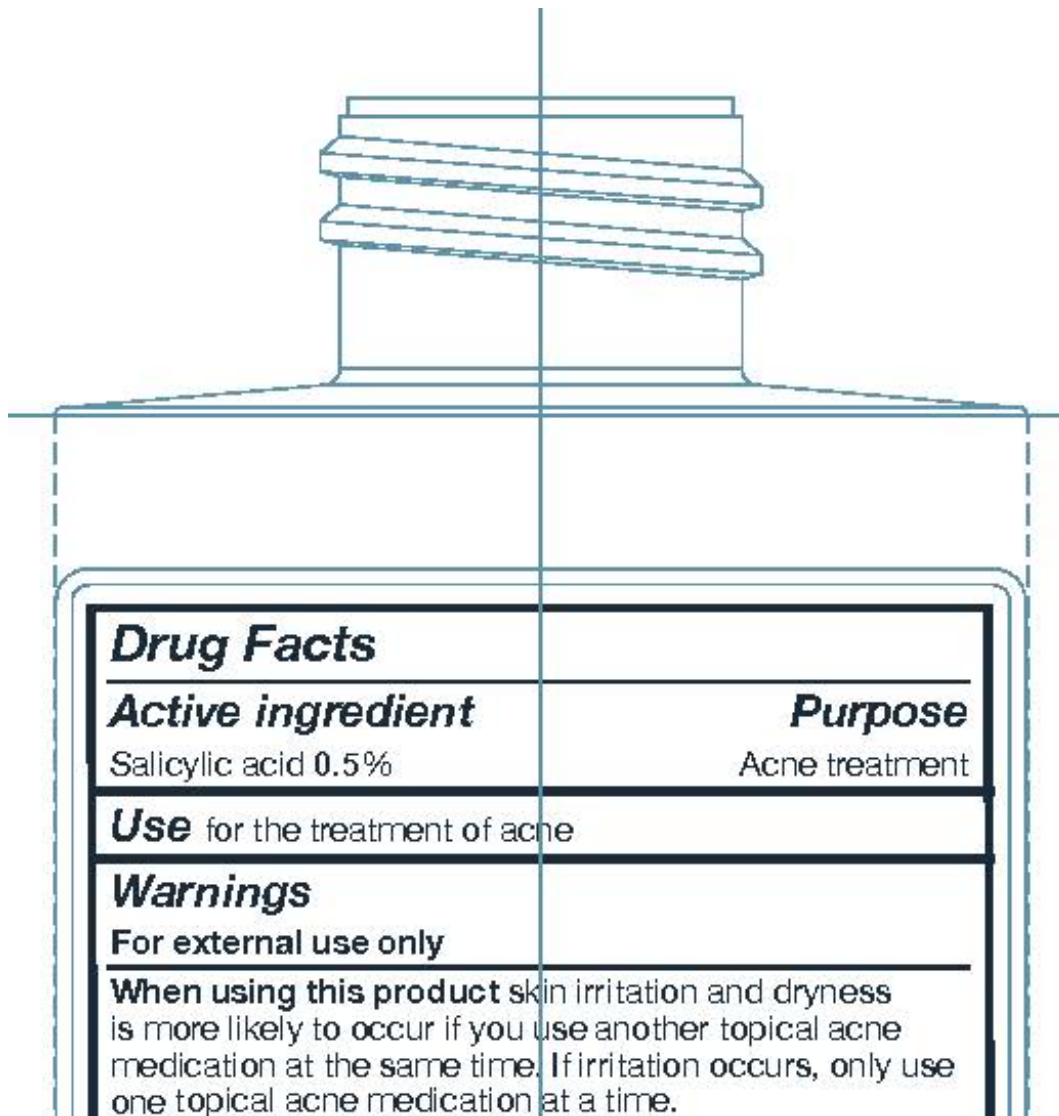 Drug Facts
Active ingredient Purpose
Salicylic acid 0.5% Acne treatment
Use for the treatment of acne
Warnings
For external use only
When using this product skin irritation and dryness
is more likely to occur if you use another topical acne
medication at the same time. If irritation occurs, only use
one topical acne medication at a time.